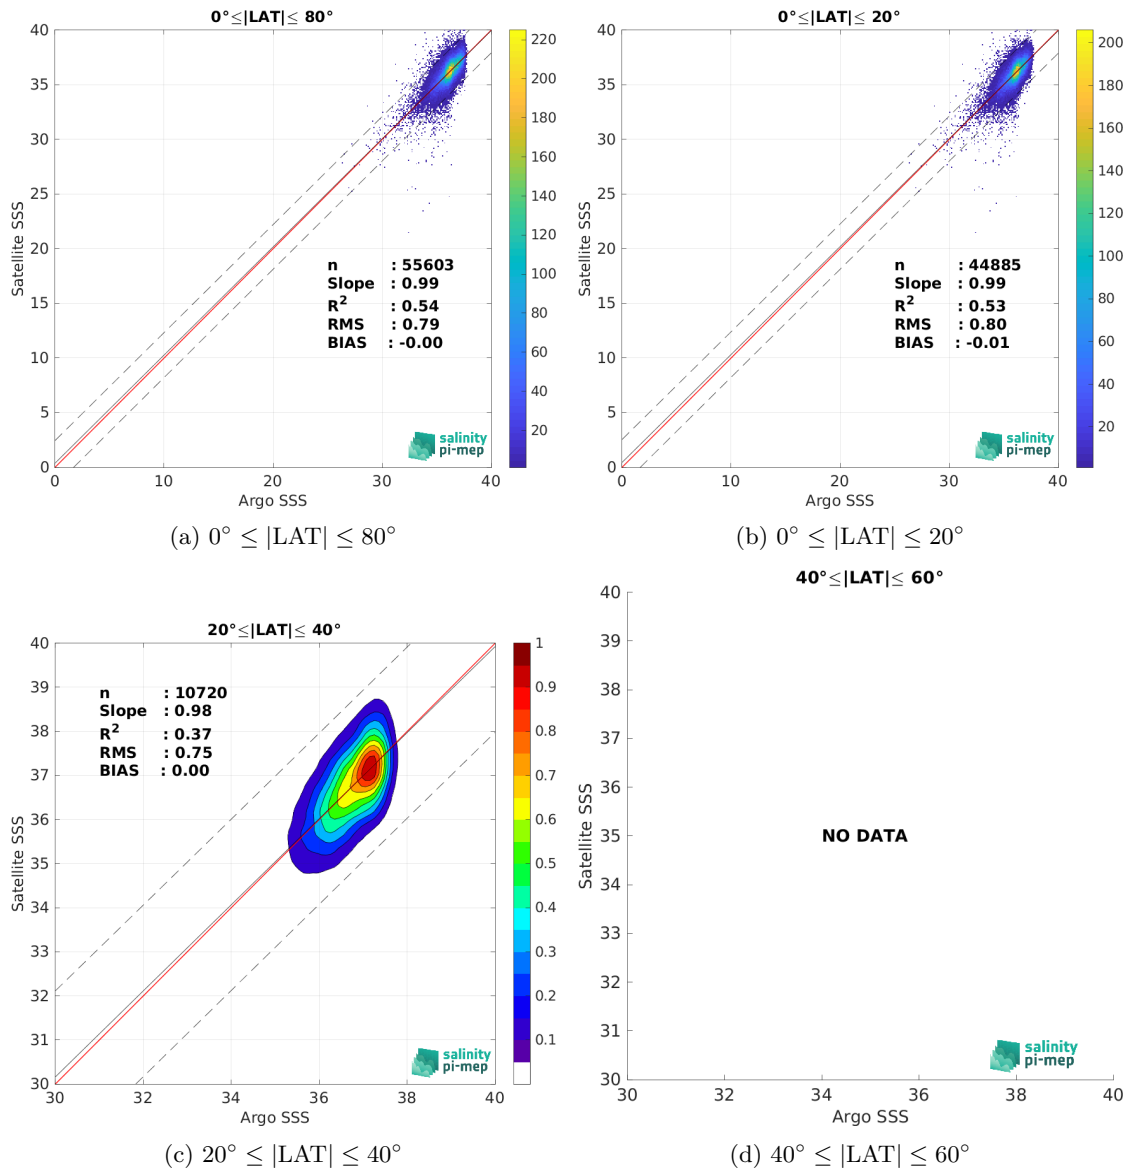 0°≤|LAT|≤ 80°
40
35
30
25
20
15
10
5
0
Satellite SSS
n : 55603
Slope : 0.99
R2 : 0.54
RMS : 0.79
BIAS : -0.00
salinity
pi-mep
0 10 20 30 40
Argo SSS
220
200
180
160
140
120
100
80
60
40
20
(a) 0° ≤ |LAT| ≤ 80°
0°≤|LAT|≤ 20°
40
35
30
25
20
15
10
5
0
Satellite SSS
n : 44885
Slope : 0.99
R2 : 0.53
RMS : 0.80
BIAS : -0.01
salinity
pi-mep
0 10 20 30 40
Argo SSS
200
180
160
140
120
100
80
60
40
20
(b) 0° ≤ |LAT| ≤ 20°
20°≤|LAT|≤ 40°
40
39
38
37
36
35
34
33
32
31
30
Satellite SSS
n : 10720
Slope : 0.98
R2 : 0.37
RMS : 0.75
BIAS : 0.00
salinity
pi-mep
30 32 34 36 38 40
Argo SSS
1
0.9
0.8
0.7
0.6
0.5
0.4
0.3
0.2
0.1
(c) 20° ≤ |LAT| ≤ 40°
40°≤|LAT|≤ 60°
40
39
38
37
36
35
34
33
32
31
30
Satellite SSS
NO DATA
salinity
pi-mep
30 32 34 36 38 40
Argo SSS
(d) 40° ≤ |LAT| ≤ 60°